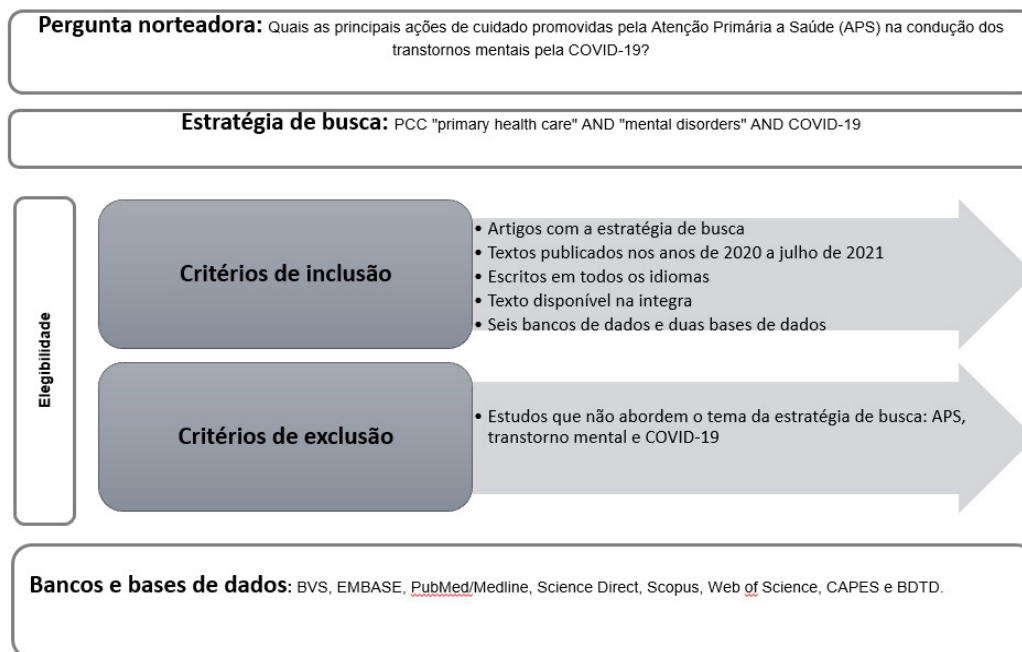 Pergunta norteadora: Quais as principais ações de cuidado promovidas pela Atenção Primária a Saúde (APS) na condução dos
transtornos mentais pela COVID-19?
Estratégia de busca: PCC "primary health care" AND "mental disorders" AND COVID-19
Elegibilidade
Critérios de inclusão
• Artigos com a estratégia de busca
• Textos publicados nos anos de 2020 a julho de 2021
• Escritos em todos os idiomas
• Texto disponível na integra
• Seis bancos de dados e duas bases de dados
Critérios de exclusão
• Estudos que não abordem o tema da estratégia de busca: APS,
transtorno mental e COVID-19
Bancos e bases de dados: BVS, EMBASE, PubMed/Medline, Science Direct, Scopus, Web of Science, CAPES e BDTD.